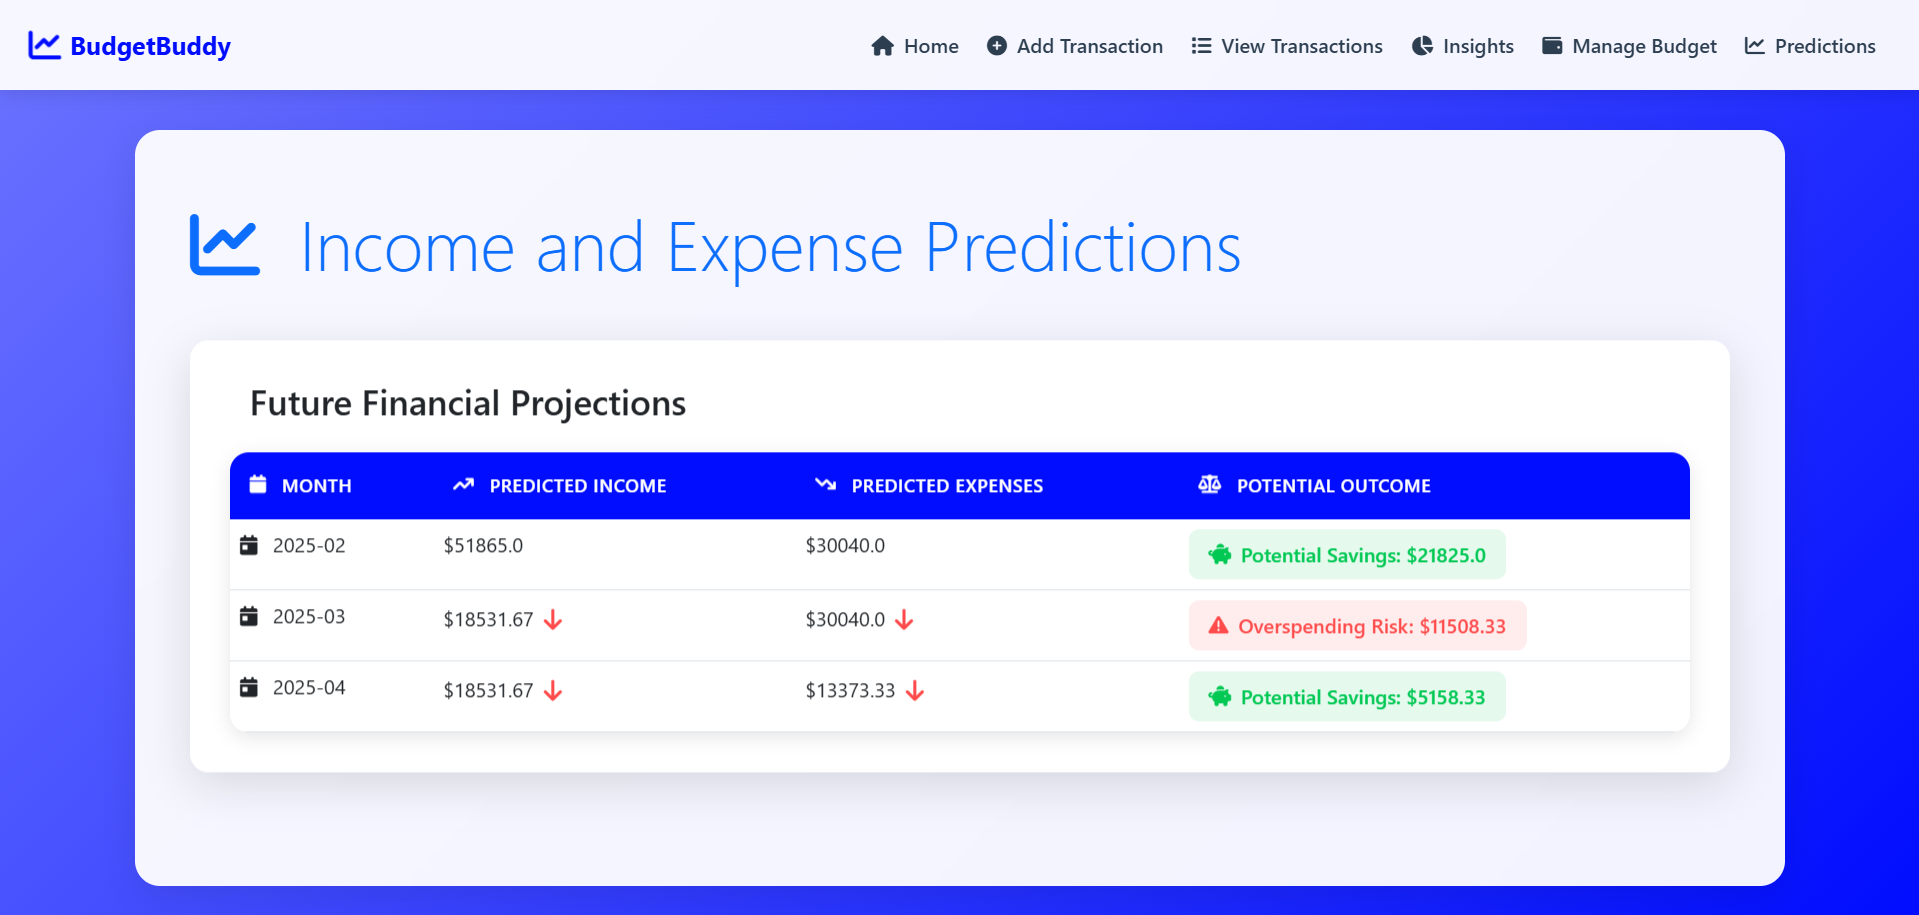 BudgetBuddy Home Add Transaction View Transactions Insights Manage Budget Predictions
Income and Expense Predictions
Future Financial Projections
MONTH PREDICTED INCOME PREDICTED EXPENSES POTENTIAL OUTCOME
2025-02 $51865.0 $30040.0 Potential Savings: $21825.0
2025-03 $18531.67 $30040.0 Overspending Risk: $11508.33
2025-04 $18531.67 $13373.33 Potential Savings: $5158.33